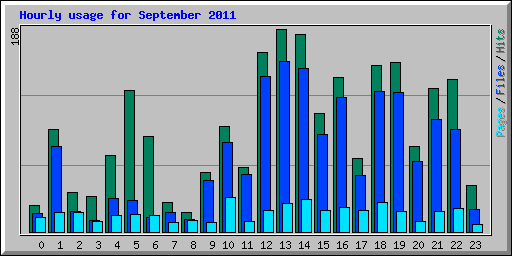 Hourly usage for September 2011
188
Pages/Files/Hits
0 1 2 3 4 5 6 7 8 9 10 11 12 13 14 15 16 17 18 19 20 21 22 23